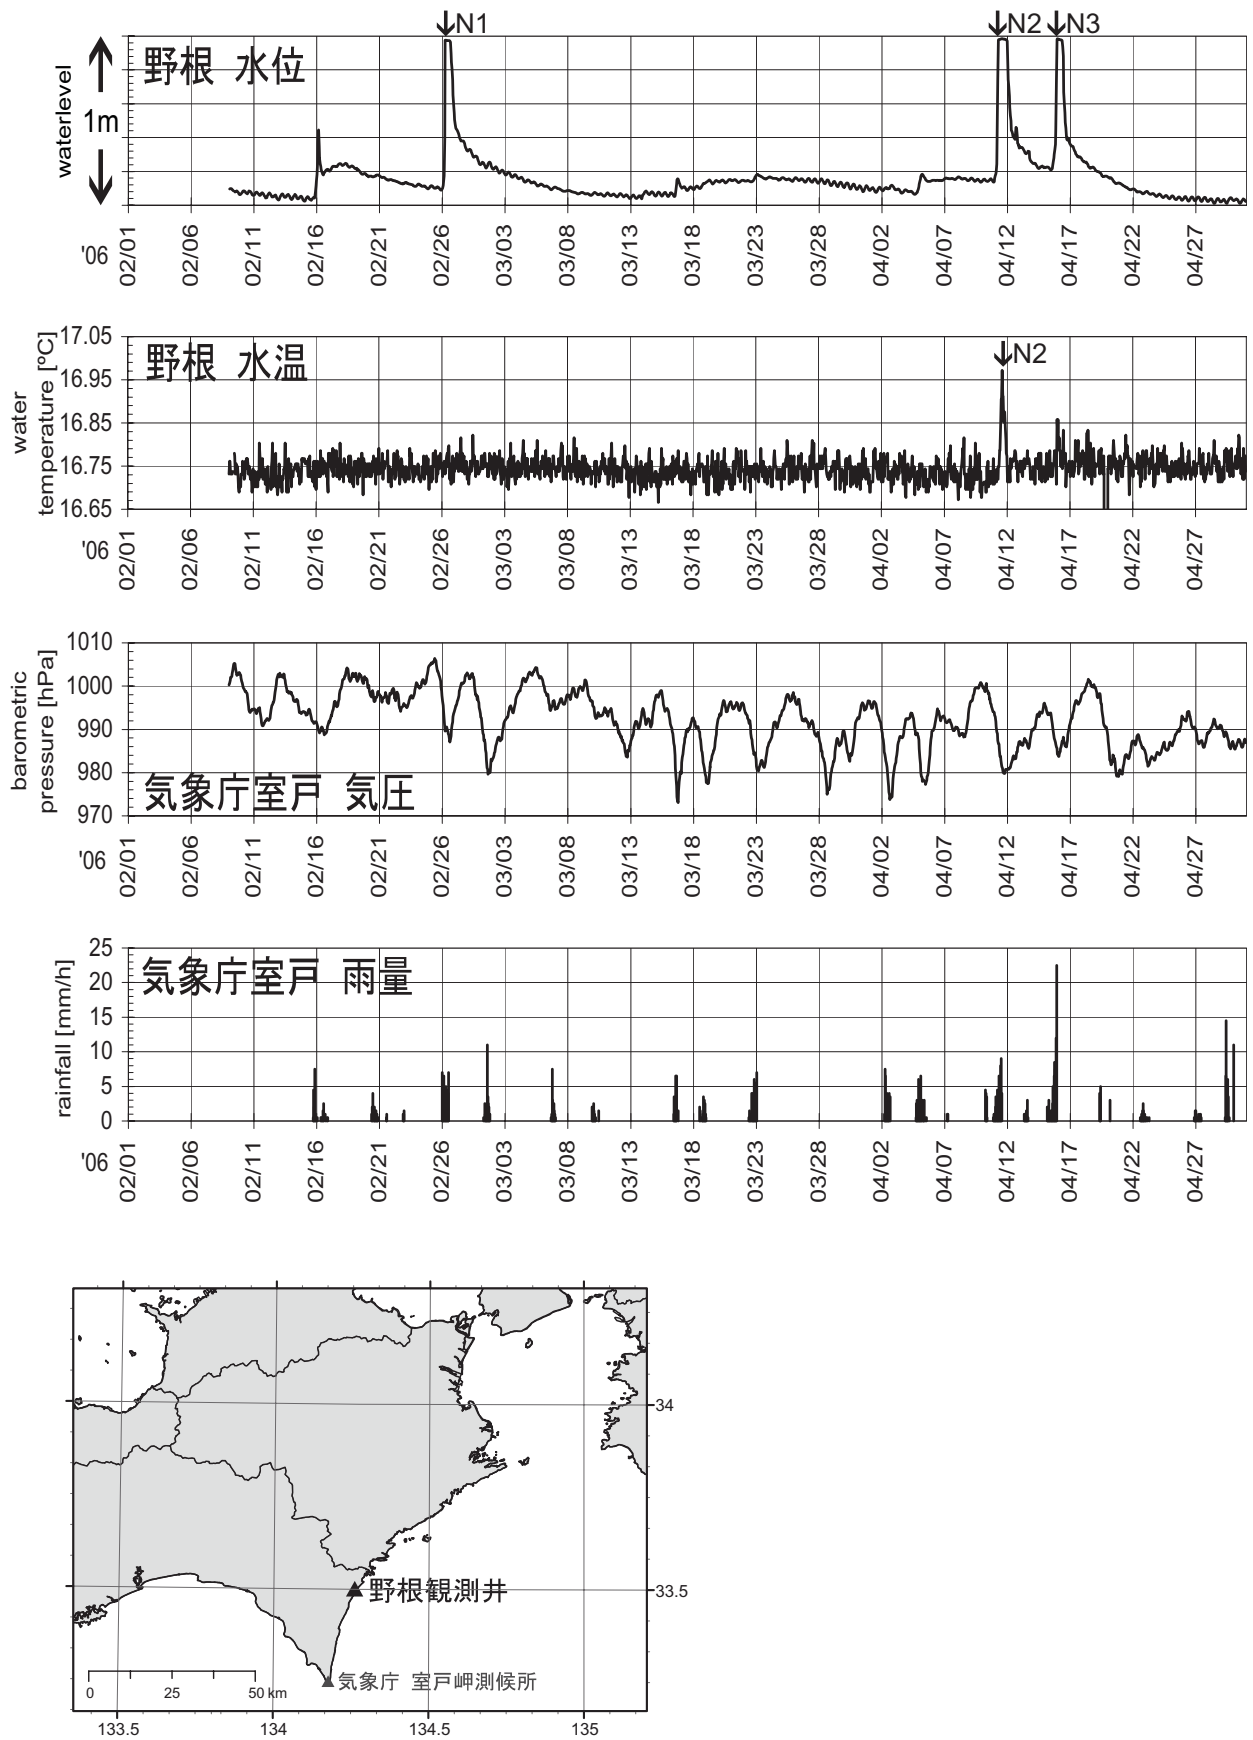 N1 N2 N3
野根 水位
waterlevel
1m
'06 02/01 02/06 02/11 02/16 02/21 02/26 03/03 03/08 03/13 03/18 03/23 03/28 04/02 04/07 04/12 04/17 04/22 04/27
17.05
野根 水温
N2
16.95
16.85
16.75
16.65
water
temperature [ºC]
'06 02/01 02/06 02/11 02/16 02/21 02/26 03/03 03/08 03/13 03/18 03/23 03/28 04/02 04/07 04/12 04/17 04/22 04/27
1010
1000
990
980
970
barometric
pressure [hPa]
気象庁室戸 気圧
'06 02/01 02/06 02/11 02/16 02/21 02/26 03/03 03/08 03/13 03/18 03/23 03/28 04/02 04/07 04/12 04/17 04/22 04/27
25
気象庁室戸 雨量
20
15
10
5
0
rainfall [mm/h]
'06 02/01 02/06 02/11 02/16 02/21 02/26 03/03 03/08 03/13 03/18 03/23 03/28 04/02 04/07 04/12 04/17 04/22 04/27
34
野根観測井
33.5
気象庁 室戸岬測候所
0 25 50 km
133.5 134 134.5 135